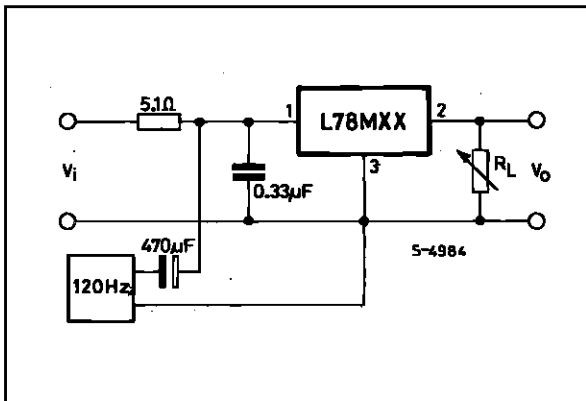 5.1Ω
1
L78MXX
2
3
Vi
0.33µF
RL
Vo
470µF
S-4984
120Hz